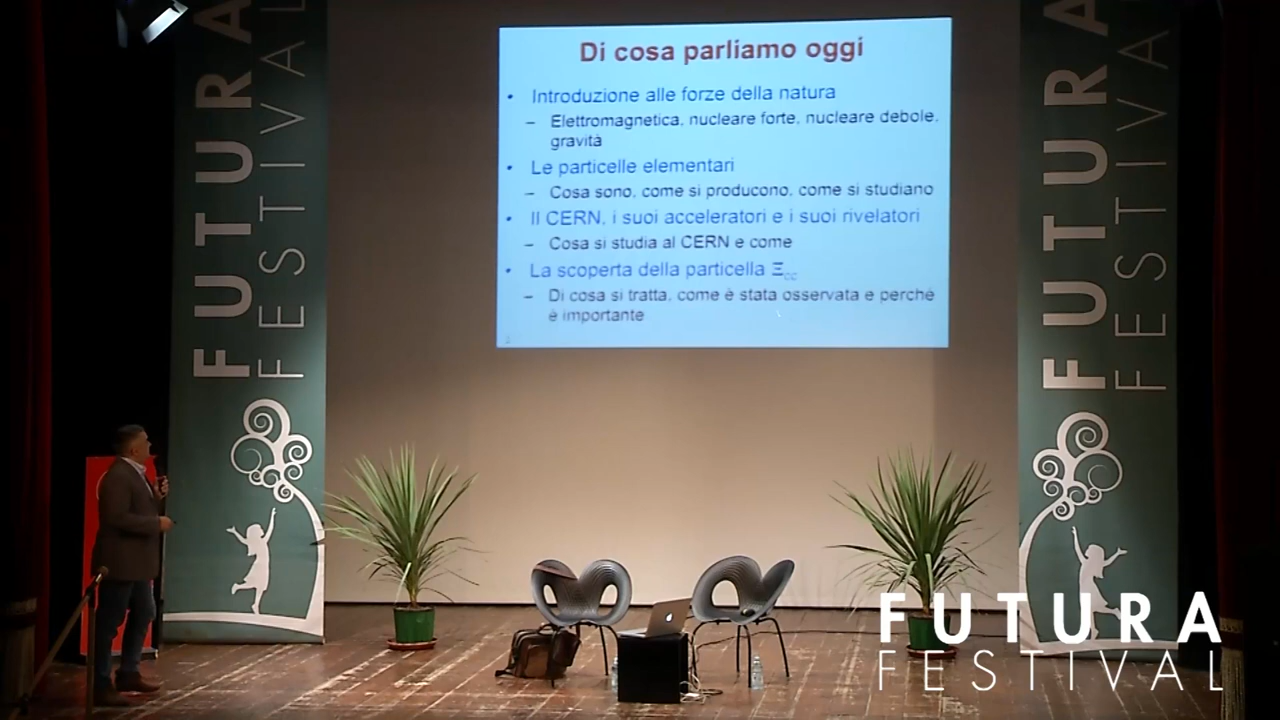 FUTURA
FESTIVAL
Di cosa parliamo oggi
• Introduzione alle forze della natura
– Elettromagnetica, nucleare forte, nucleare debole, gravità
• Le particelle elementari
– Cosa sono, come si producono, come si studiano
• Il CERN, i suoi acceleratori e i suoi rivelatori
– Cosa si studia al CERN e come
• La scoperta della particella Ξcc
– Di cosa si tratta, come è stata osservata e perché
è importante
2
FUTURA
FESTIVAL
FUTURA
FESTIVAL